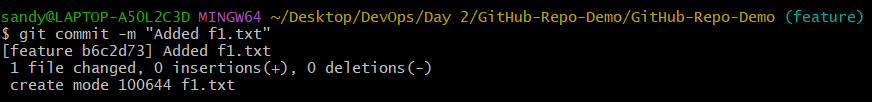 sandy@LAPTOP-A50L2C3D MINGW64 ~/Desktop/DevOps/Day 2/GitHub-Repo-Demo/GitHub-Repo-Demo (feature)
$ git commit -m "Added f1.txt"
[feature b6c2d73] Added f1.txt
 1 file changed, 0 insertions(+), 0 deletions(-)
 create mode 100644 f1.txt